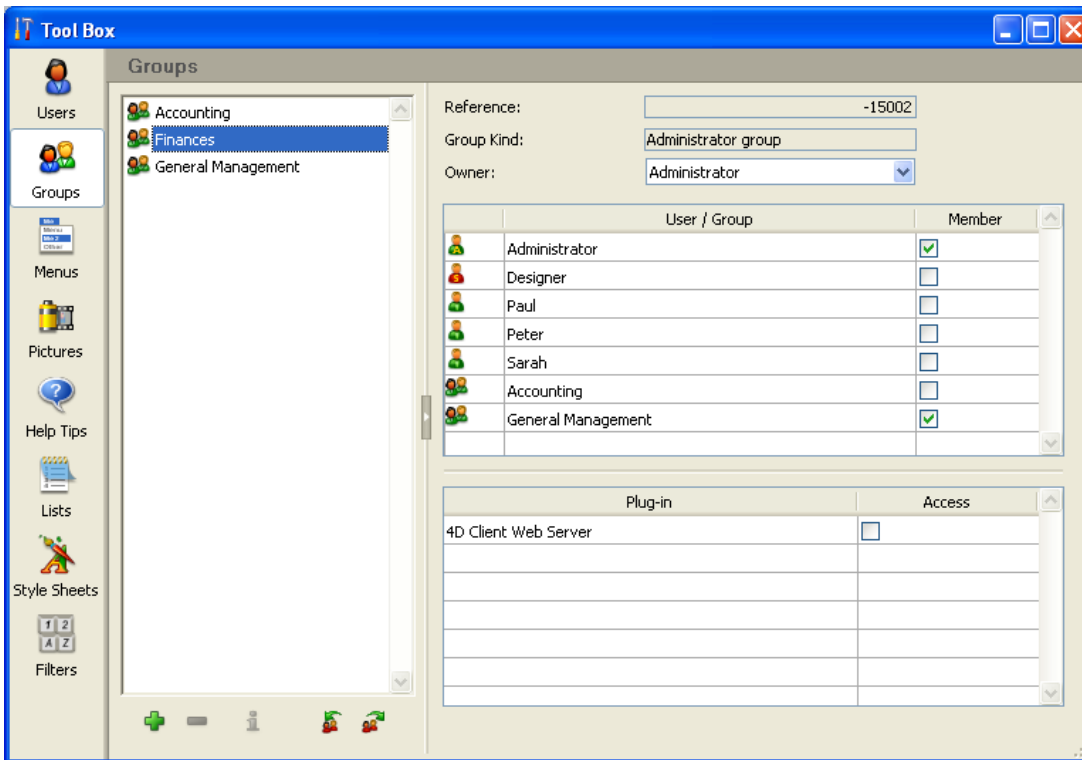 Tool Box
Groups
Users
Groups
Menus
Pictures
Help Tips
Lists
Style Sheets
Filters
Accounting
Finances
General Management
Reference: -15002
Group Kind: Administrator group
Owner: Administrator
User / Group Member
Administrator
Designer
Paul
Peter
Sarah
Accounting
General Management
Plug-in Access
4D Client Web Server